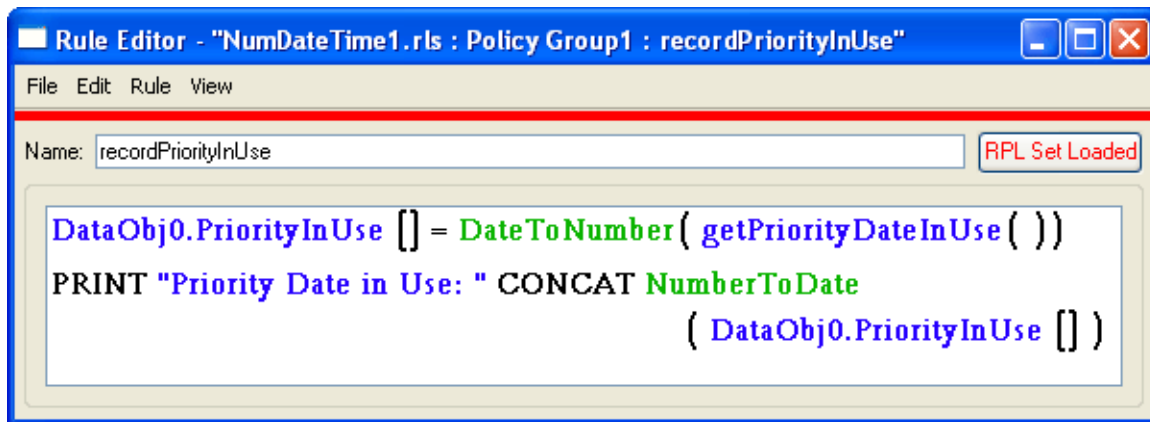 Rule Editor - "NumDateTime1.rls : Policy Group1 : recordPriorityInUse"
File Edit Rule View
Name: recordPriorityInUse RPL Set Loaded
DataObj0.PriorityInUse [] = DateToNumber( getPriorityDateInUse( ))
PRINT "Priority Date in Use: " CONCAT NumberToDate
( DataObj0.PriorityInUse [] )